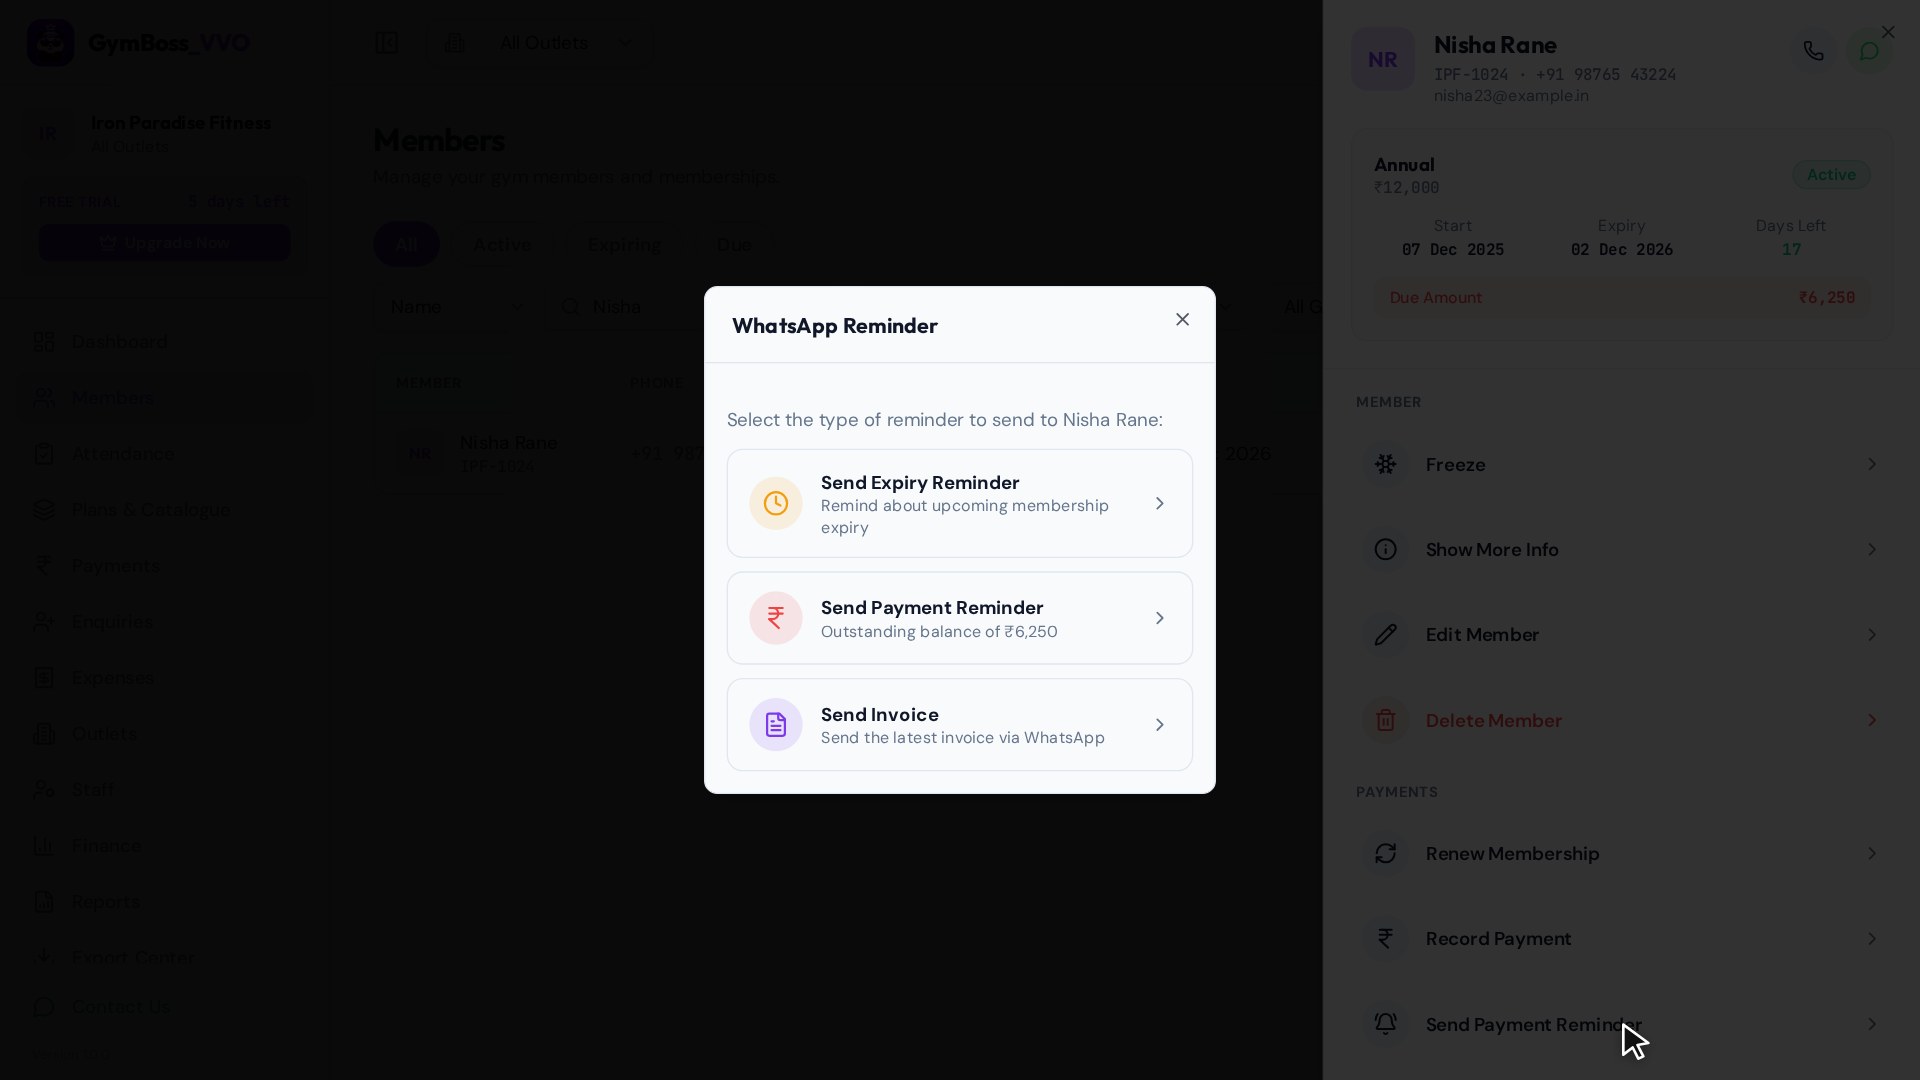 GymBoss_VVO
All Outlets
Iron Paradise Fitness
All Outlets
FREE TRIAL
5 days left
Upgrade Now
Dashboard
Members
Attendance
Plans & Catalogue
Payments
Enquiries
Expenses
Outlets
Staff
Finance
Reports
Export Center
Contact Us
Members
Manage your gym members and memberships.
All
Active
Expiring
Due
Name
Nisha
All G
MEMBER
PHONE
NR
Nisha Rane
IPF-1024
+91 987
2026
WhatsApp Reminder
Select the type of reminder to send to Nisha Rane:
Send Expiry Reminder
Remind about upcoming membership
expiry
Send Payment Reminder
Outstanding balance of ₹6,250
Send Invoice
Send the latest invoice via WhatsApp
NR
Nisha Rane
IPF-1024 · +91 98765 43224
nisha23@example.in
Annual
₹12,000
Active
Start
Expiry
Days Left
07 Dec 2025
02 Dec 2026
17
Due Amount
₹6,250
MEMBER
Freeze
Show More Info
Edit Member
Delete Member
PAYMENTS
Renew Membership
Record Payment
Send Payment Reminder